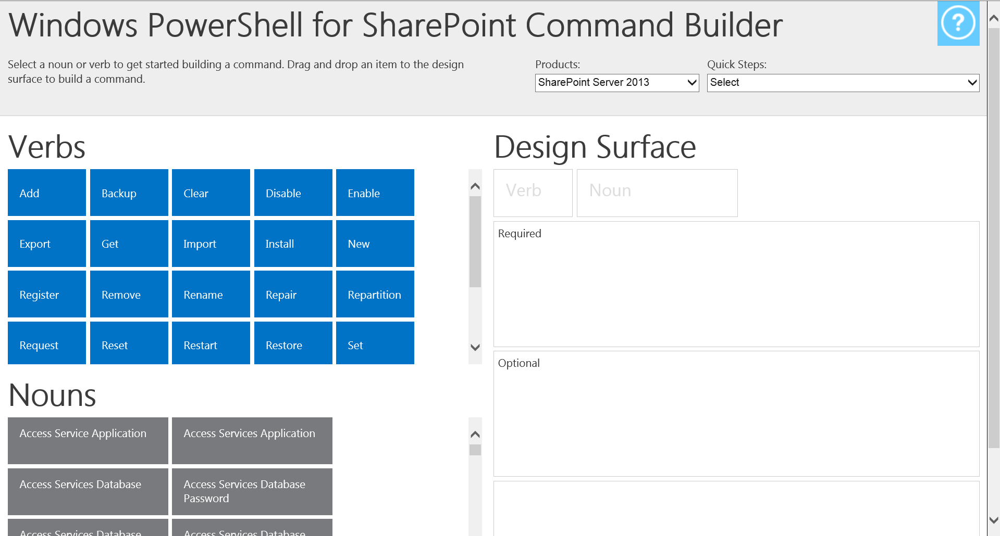 Windows PowerShell for SharePoint Command Builder
?
Select a noun or verb to get started building a command. Drag and drop an item to the design
surface to build a command.
Products:
SharePoint Server 2013
Quick Steps:
Select
Verbs
Add
Backup
Clear
Disable
Enable
Export
Get
Import
Install
New
Register
Remove
Rename
Repair
Repartition
Request
Reset
Restart
Restore
Set
Nouns
Access Service Application
Access Services Application
Access Services Database
Access Services Database
Password
Access Services Database
Access Services Database
Design Surface
Verb
Noun
Required
Optional